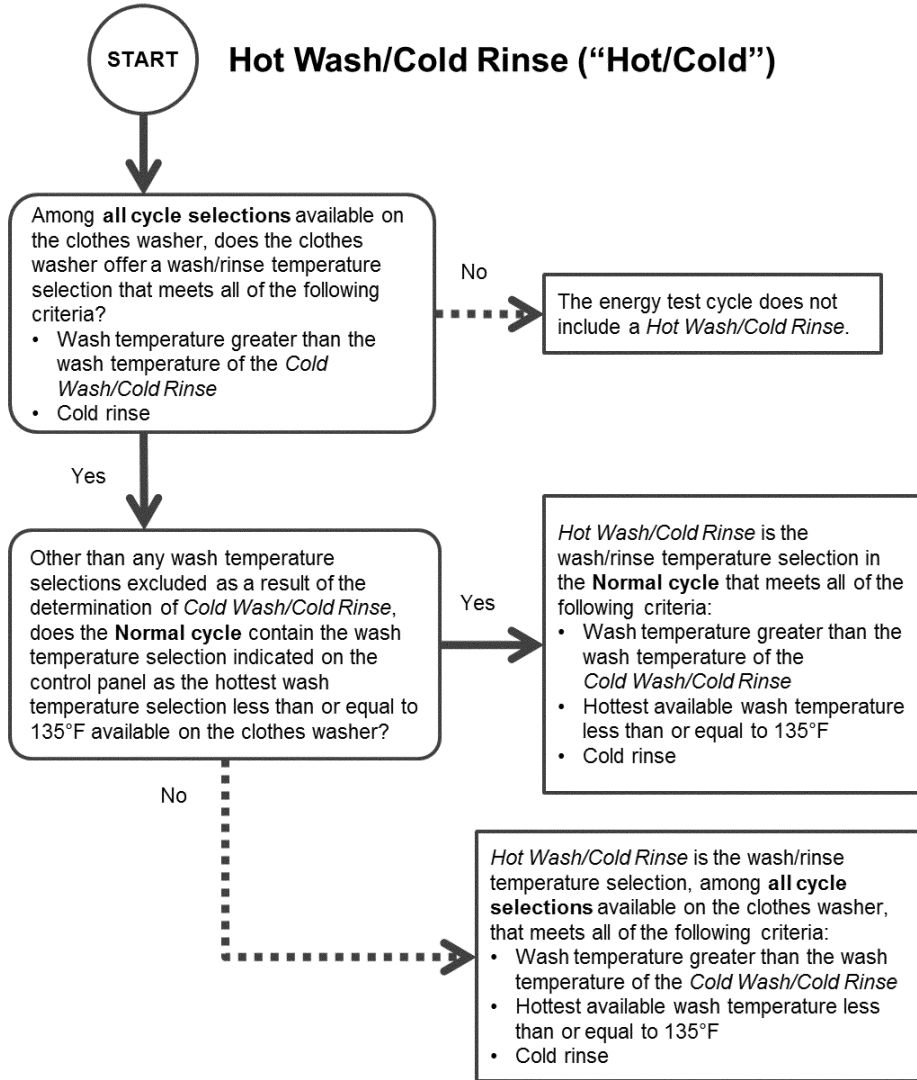 START
Hot Wash/Cold Rinse (“Hot/Cold”)
Among all cycle selections available on
the clothes washer, does the clothes
washer offer a wash/rinse temperature
selection that meets all of the following
criteria?
• Wash temperature greater than the
wash temperature of the Cold
Wash/Cold Rinse
• Cold rinse
No
The energy test cycle does not
include a Hot Wash/Cold Rinse.
Yes
Other than any wash temperature
selections excluded as a result of the
determination of Cold Wash/Cold Rinse,
does the Normal cycle contain the wash
temperature selection indicated on the
control panel as the hottest wash
temperature selection less than or equal to
135°F available on the clothes washer?
Yes
Hot Wash/Cold Rinse is the
wash/rinse temperature selection in
the Normal cycle that meets all of the
following criteria:
• Wash temperature greater than the
wash temperature of the
Cold Wash/Cold Rinse
• Hottest available wash temperature
less than or equal to 135°F
• Cold rinse
No
Hot Wash/Cold Rinse is the wash/rinse
temperature selection, among all cycle
selections available on the clothes washer,
that meets all of the following criteria:
• Wash temperature greater than the wash
temperature of the Cold Wash/Cold Rinse
• Hottest available wash temperature less
than or equal to 135°F
• Cold rinse